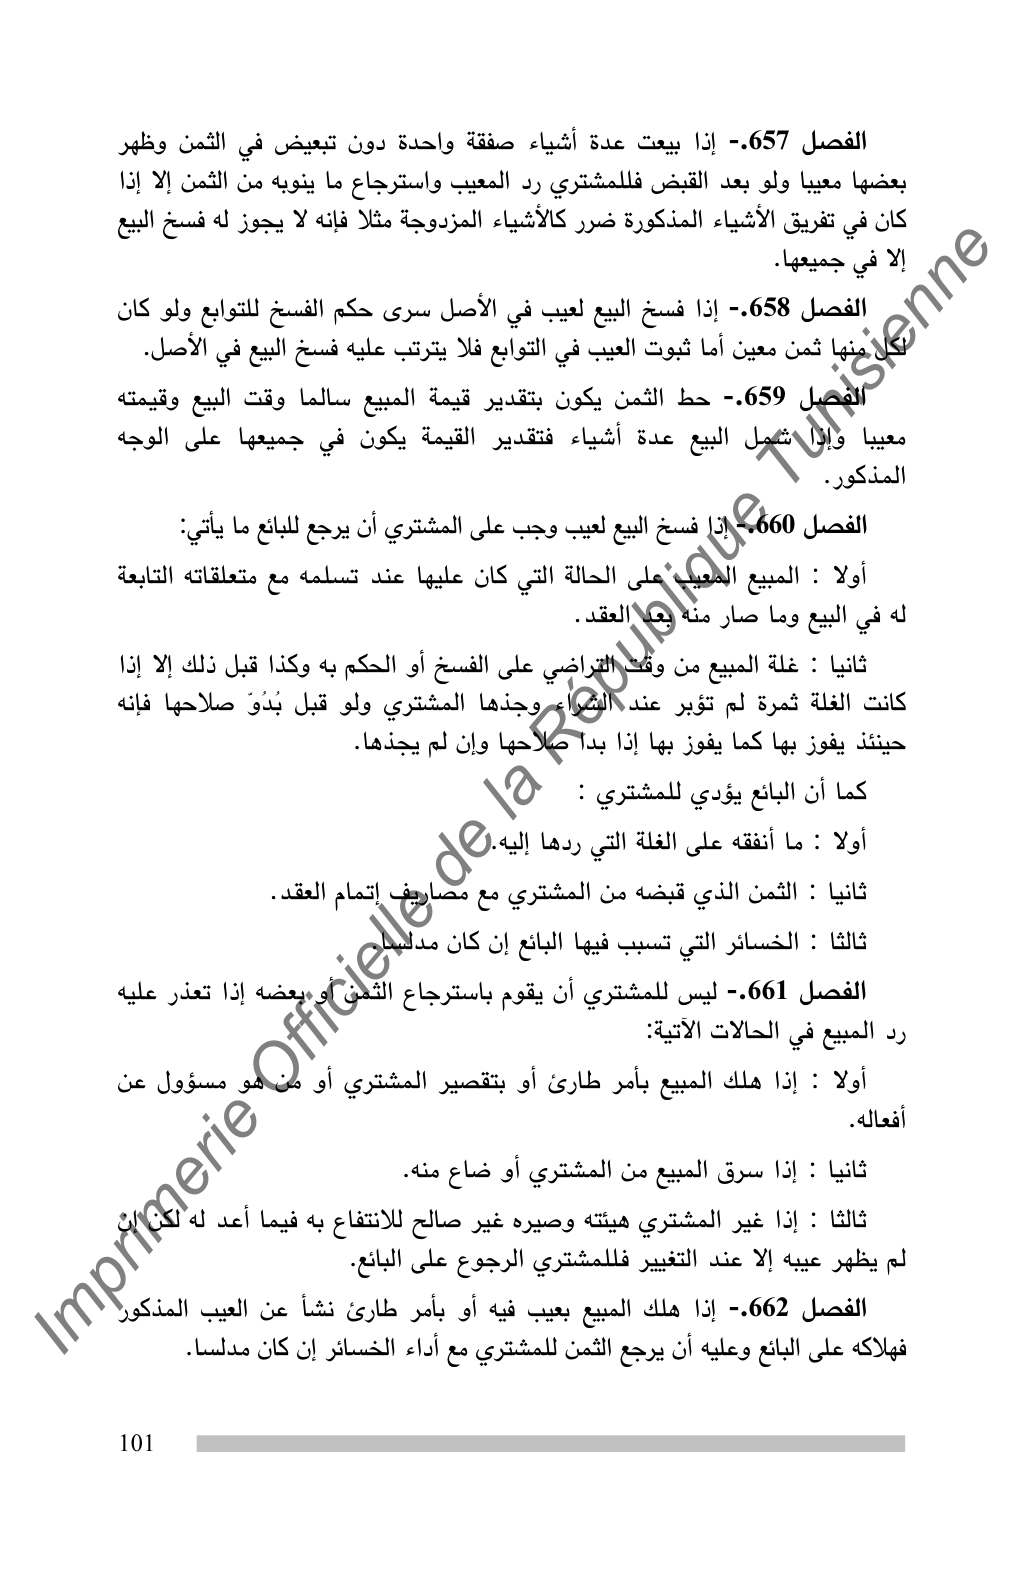 الفصل 657.- إذا بيعت عدة أشياء صفقة واحدة دون تبعيض في الثمن وظهر
بعضها معيبا ولو بعد القبض فللمشتري رد المعيب واسترجاع ما ينوبه من الثمن إلا إذا
كان في تفريق الأشياء المذكورة ضرر كالأشياء المزدوجة مثلا فإنه لا يجوز له فسخ البيع
إلا في جميعها.
الفصل 658.- إذا فسخ البيع لعيب في الأصل سرى حكم الفسخ للتوابع ولو كان
لكل منها ثمن معين أما ثبوت العيب في التوابع فلا يترتب عليه فسخ البيع في الأصل.
الفصل 659.- حط الثمن يكون بتقدير قيمة المبيع سالما وقت البيع وقيمته
معيبا وإذا شمل البيع عدة أشياء فتقدير القيمة يكون في جميعها على الوجه
المذكور.
الفصل 660.- إذا فسخ البيع لعيب وجب على المشتري أن يرجع للبائع ما يأتي:
أولا : المبيع المعيب على الحالة التي كان عليها عند تسلمه مع متعلقاته التابعة
له في البيع وما صار منه بعد العقد.
ثانيا : غلة المبيع من وقت التراضي على الفسخ أو الحكم به وكذا قبل ذلك إلا إذا
كانت الغلة ثمرة لم تؤبر عند الشراء وجذها المشتري ولو قبل بُدُوّ صلاحها فإنه
حينئذ يفوز بها كما يفوز بها إذا بدا صلاحها وإن لم يجذها.
كما أن البائع يؤدي للمشتري :
أولا : ما أنفقه على الغلة التي ردها إليه.
ثانيا : الثمن الذي قبضه من المشتري مع مصاريف إتمام العقد.
ثالثا : الخسائر التي تسبب فيها البائع إن كان مدلسا.
الفصل 661.- ليس للمشتري أن يقوم باسترجاع الثمن أو بعضه إذا تعذر عليه
رد المبيع في الحالات الآتية:
أولا : إذا هلك المبيع بأمر طارئ أو بتقصير المشتري أو من هو مسؤول عن
أفعاله.
ثانيا : إذا سرق المبيع من المشتري أو ضاع منه.
ثالثا : إذا غير المشتري هيئته وصيره غير صالح للانتفاع به فيما أعد له لكن إن
لم يظهر عيبه إلا عند التغيير فللمشتري الرجوع على البائع.
الفصل 662.- إذا هلك المبيع بعيب فيه أو بأمر طارئ نشأ عن العيب المذكور
فهلاكه على البائع وعليه أن يرجع الثمن للمشتري مع أداء الخسائر إن كان مدلسا.
101
Imprimerie Officielle de la République Tunisienne